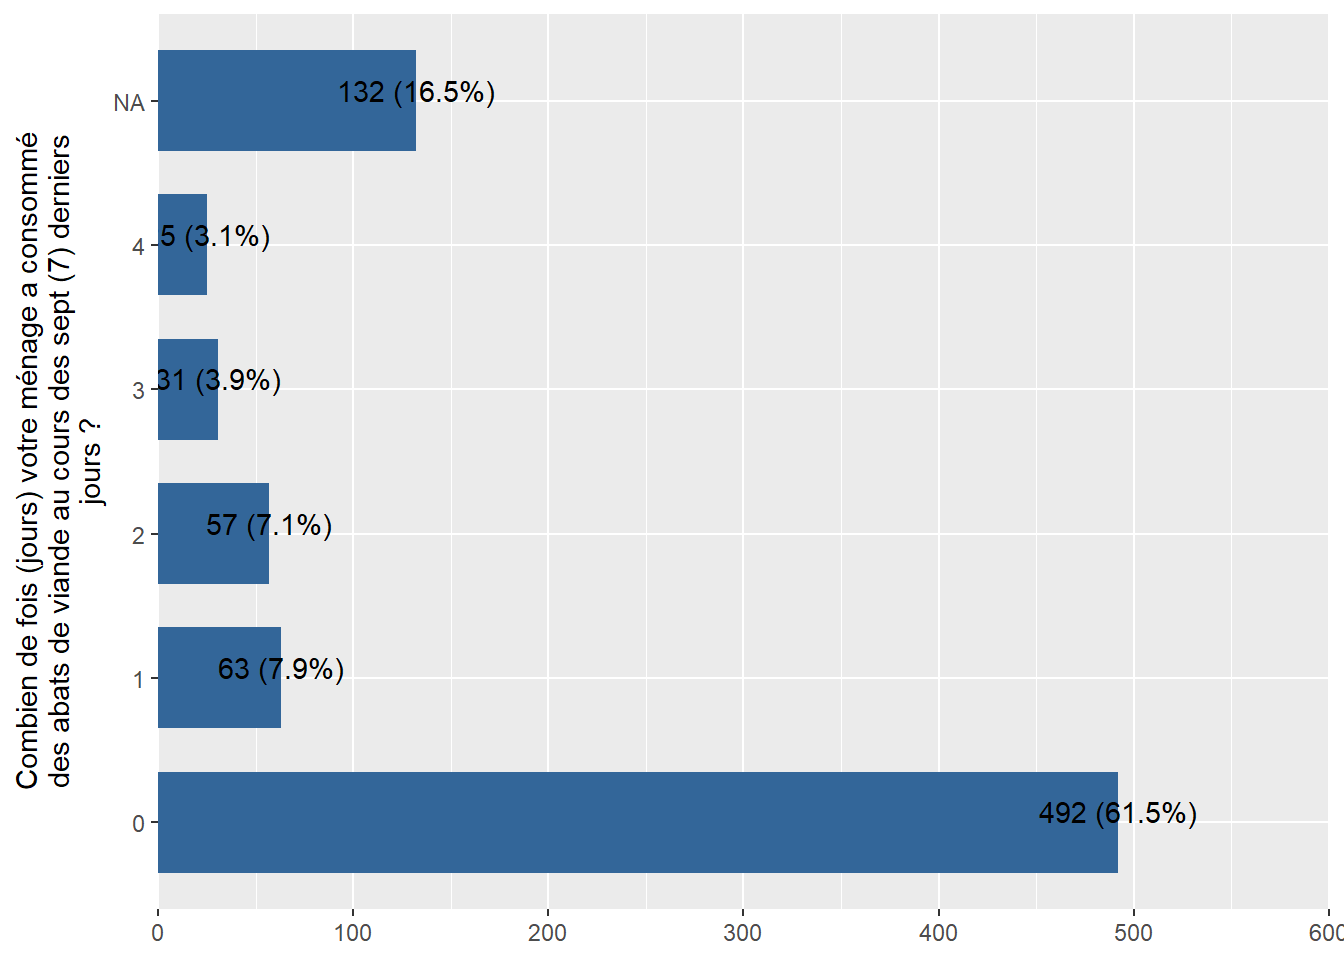 Combien de fois (jours) votre ménage a consommé
des abats de viande au cours des sept (7) derniers
jours ?
NA
132 (16.5%)
4
5 (3.1%)
3
31 (3.9%)
2
57 (7.1%)
1
63 (7.9%)
0
492 (61.5%)
0 100 200 300 400 500 600